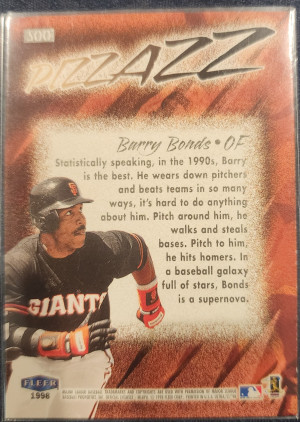 300
PIZZAZZ
Barry Bonds • OF
Statistically speaking, in the 1990s, Barry
is the best. He wears down pitchers
and beats teams in so many
ways, it's hard to do anything
about him. Pitch around him, he
walks and steals
bases. Pitch to him,
he hits homers. In
a baseball galaxy
full of stars, Bonds
is a supernova.
GIANTS
FLEER
1998